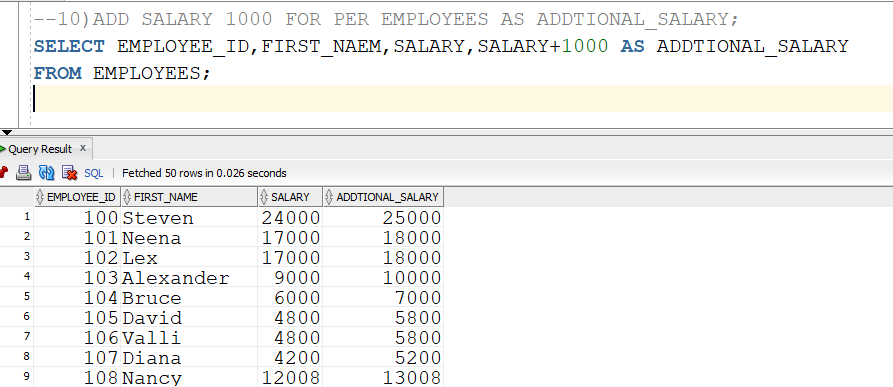 --10)ADD SALARY 1000 FOR PER EMPLOYEES AS ADDTIONAL_SALARY;
SELECT EMPLOYEE_ID,FIRST_NAEM,SALARY,SALARY+1000 AS ADDTIONAL_SALARY
FROM EMPLOYEES;
Query Result x
SQL | Fetched 50 rows in 0.026 seconds
EMPLOYEE_ID FIRST_NAME SALARY ADDTIONAL_SALARY
1 100 Steven 24000 25000
2 101 Neena 17000 18000
3 102 Lex 17000 18000
4 103 Alexander 9000 10000
5 104 Bruce 6000 7000
6 105 David 4800 5800
7 106 Valli 4800 5800
8 107 Diana 4200 5200
9 108 Nancy 12008 13008